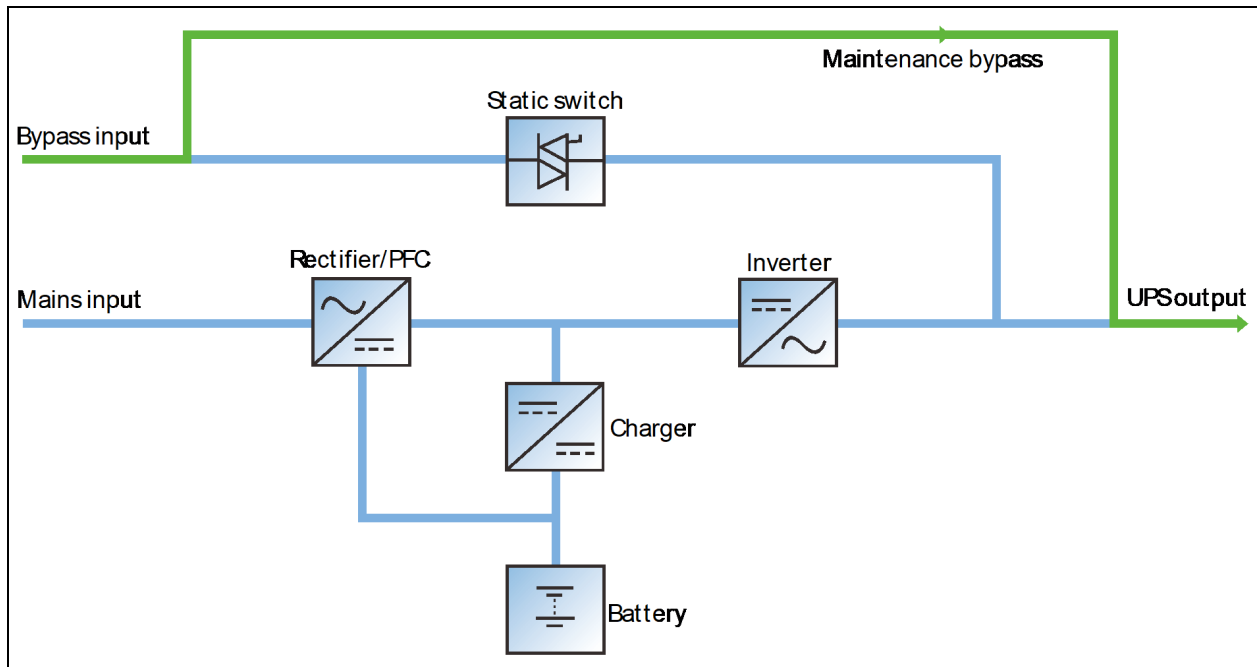 Maintenance bypass
Static switch
Bypass input
Rectifier/PFC
Inverter
Mains input
UPS output
Charger
Battery